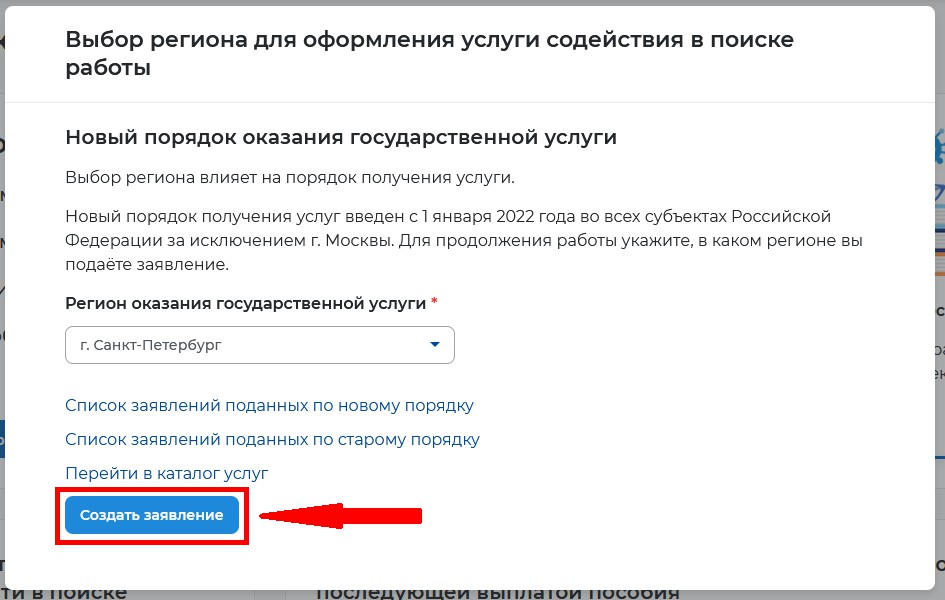 Выбор региона для оформления услуги содействия в поиске
работы
Новый порядок оказания государственной услуги
Выбор региона влияет на порядок получения услуги.
Новый порядок получения услуг введен с 1 января 2022 года во всех субъектах Российской
Федерации за исключением г. Москвы. Для продолжения работы укажите, в каком регионе вы
подаёте заявление.
Регион оказания государственной услуги *
г. Санкт-Петербург
Список заявлений поданных по новому порядку
Список заявлений поданных по старому порядку
Перейти в каталог услуг
Создать заявление
ти в поиске
последующей выплатой пособия